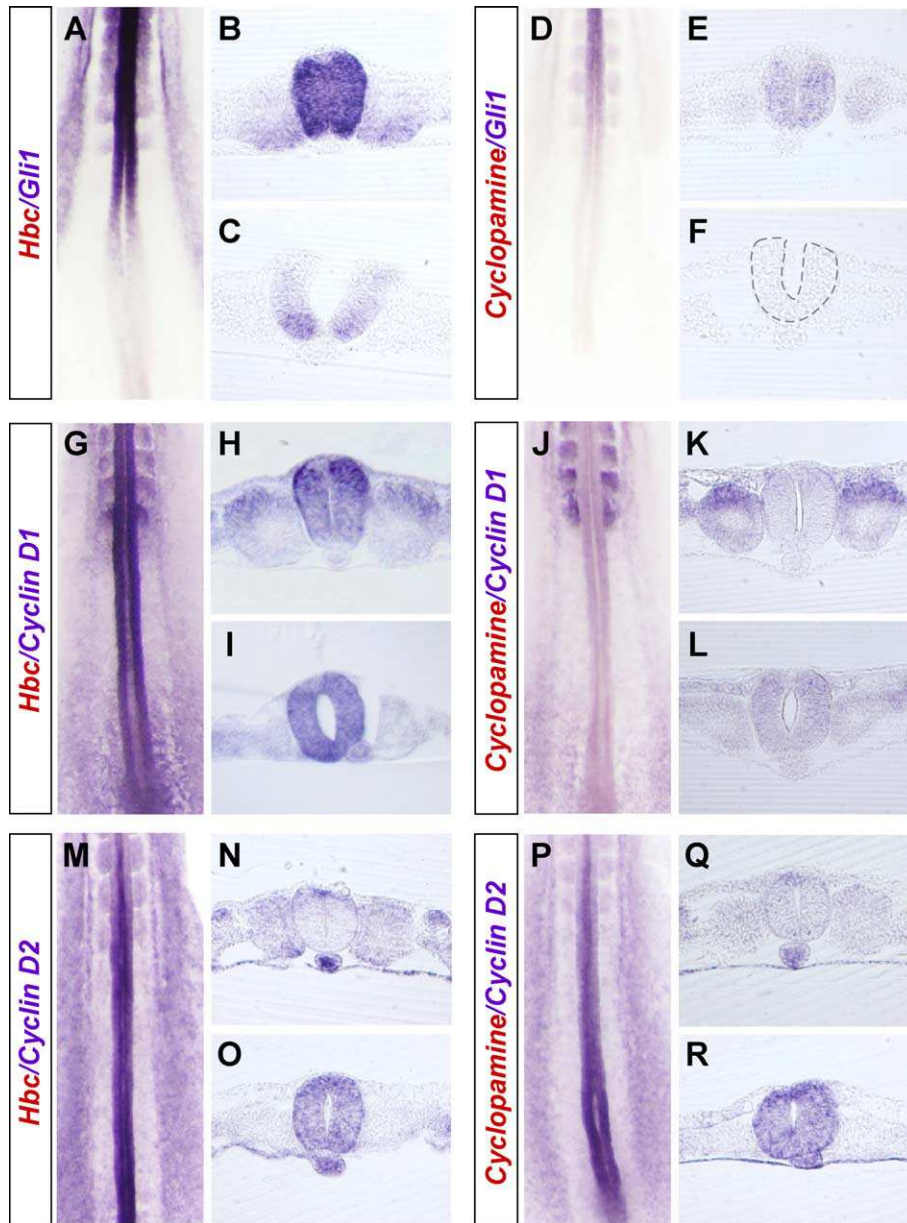 Hbc/Gli1
A
B
C
Cyclopamine/Gli1
D
E
F
Hbc/Cyclin D1
G
H
I
Cyclopamine/Cyclin D1
J
K
L
Hbc/Cyclin D2
M
N
O
Cyclopamine/Cyclin D2
P
Q
R